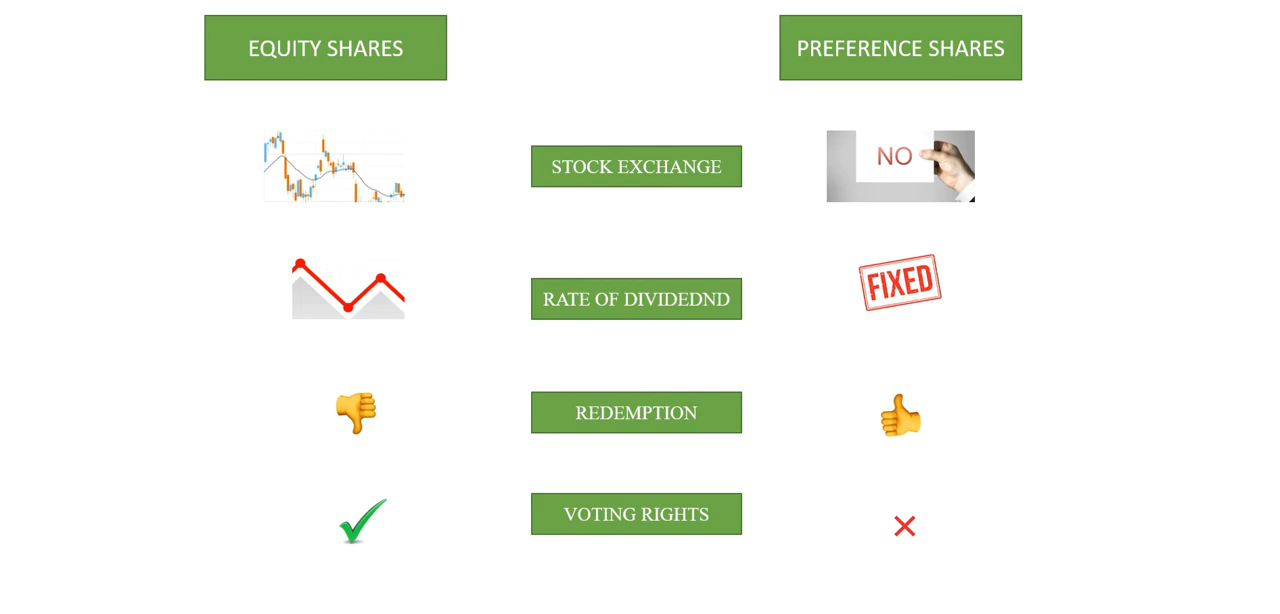 EQUITY SHARES
PREFERENCE SHARES
STOCK EXCHANGE
NO
RATE OF DIVIDEDND
FIXED
REDEMPTION
VOTING RIGHTS